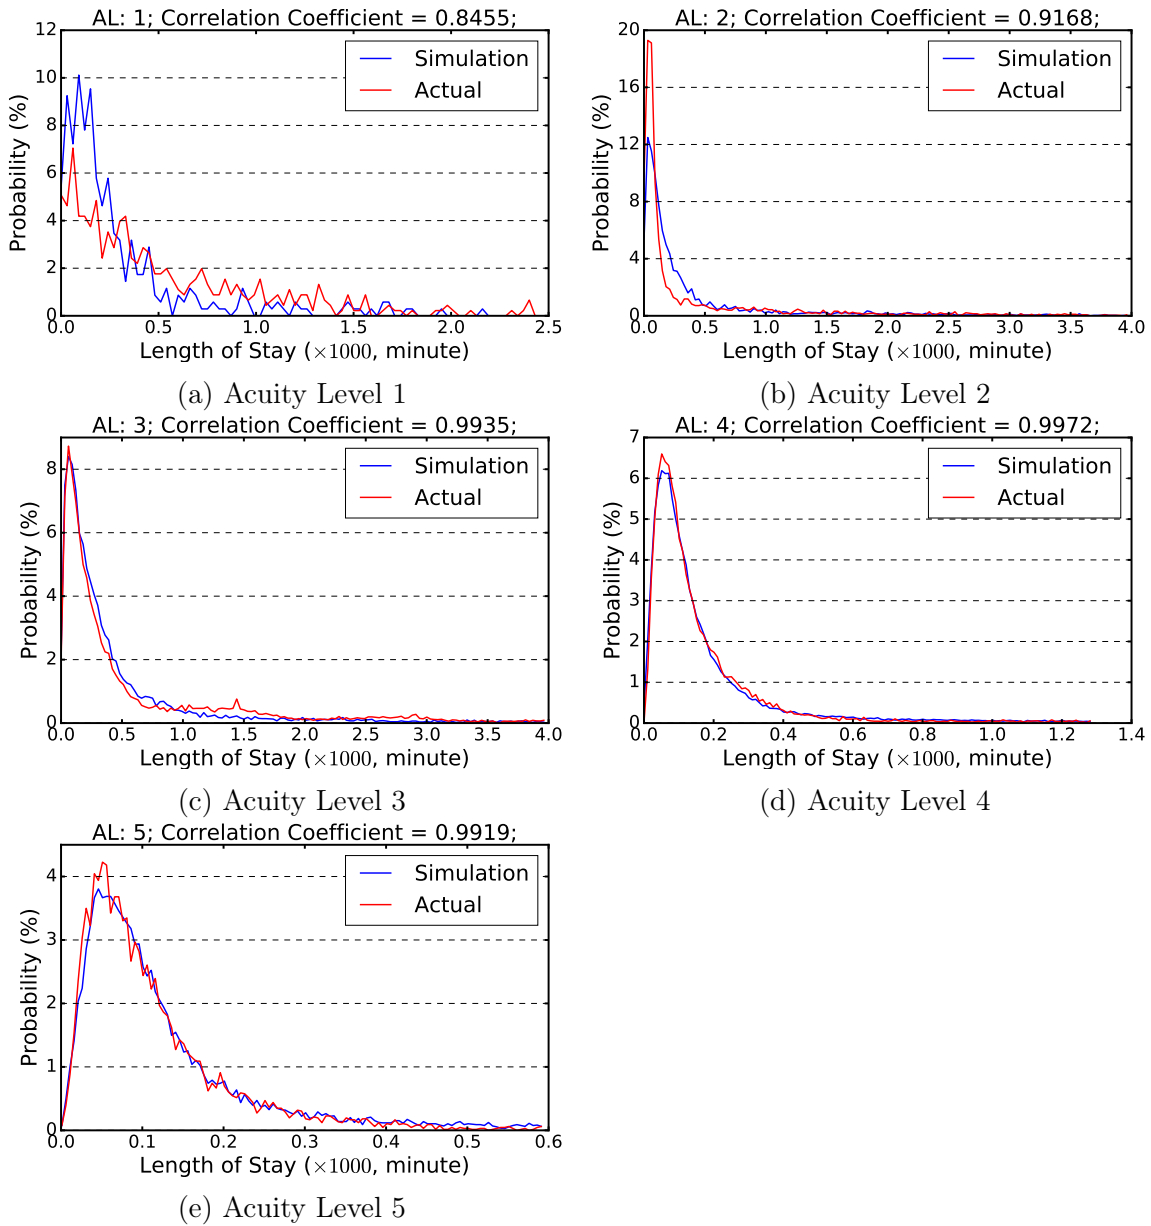 AL: 1; Correlation Coefficient = 0.8455;
12
10
8
6
4
2
0
Probability (%)
Simulation
Actual
0.0 0.5 1.0 1.5 2.0 2.5
Length of Stay (×1000, minute)
(a) Acuity Level 1
AL: 2; Correlation Coefficient = 0.9168;
20
16
12
8
4
0
Probability (%)
Simulation
Actual
0.0 0.5 1.0 1.5 2.0 2.5 3.0 3.5 4.0
Length of Stay (×1000, minute)
(b) Acuity Level 2
AL: 3; Correlation Coefficient = 0.9935;
8
6
4
2
0
Probability (%)
Simulation
Actual
0.0 0.5 1.0 1.5 2.0 2.5 3.0 3.5 4.0
Length of Stay (×1000, minute)
(c) Acuity Level 3
AL: 4; Correlation Coefficient = 0.9972;
7
6
5
4
3
2
1
0
Probability (%)
Simulation
Actual
0.0 0.2 0.4 0.6 0.8 1.0 1.2 1.4
Length of Stay (×1000, minute)
(d) Acuity Level 4
AL: 5; Correlation Coefficient = 0.9919;
4
3
2
1
0
Probability (%)
Simulation
Actual
0.0 0.1 0.2 0.3 0.4 0.5 0.6
Length of Stay (×1000, minute)
(e) Acuity Level 5